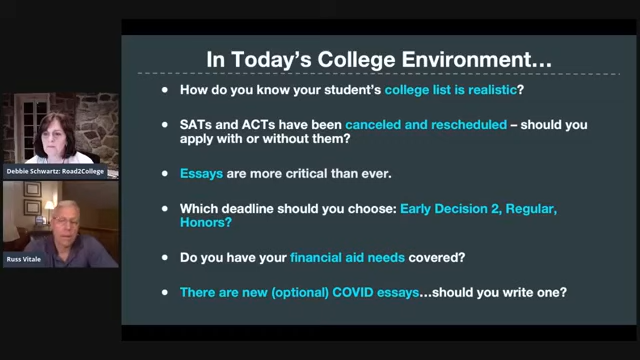 In Today's College Environment...
• How do you know your student's college list is realistic?
• SATs and ACTs have been canceled and rescheduled – should you
apply with or without them?
• Essays are more critical than ever.
• Which deadline should you choose: Early Decision 2, Regular,
Honors?
• Do you have your financial aid needs covered?
• There are new (optional) COVID essays...should you write one?
Debbie Schwartz: Road2College
Russ Vitale